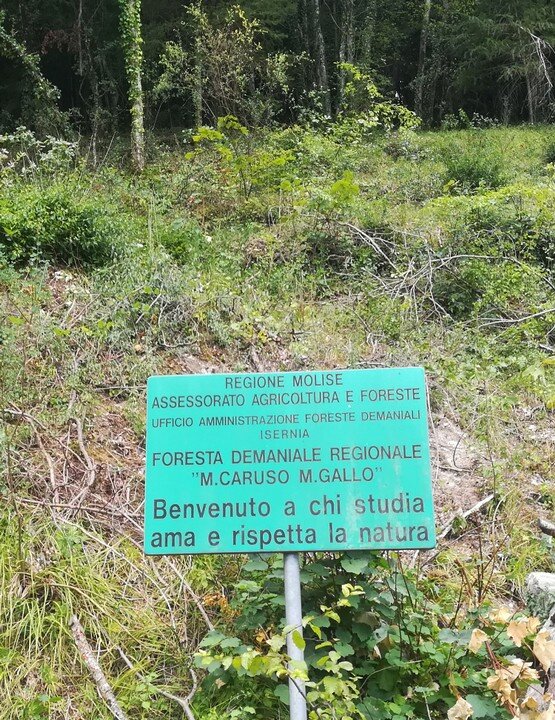 REGIONE MOLISE
ASSESSORATO AGRICOLTURA E FORESTE
UFFICIO AMMINISTRAZIONE FORESTE DEMANIALI
ISERNIA
FORESTA DEMANIALE REGIONALE
"M.CARUSO M.GALLO"
Benvenuto a chi studia
ama e rispetta la natura